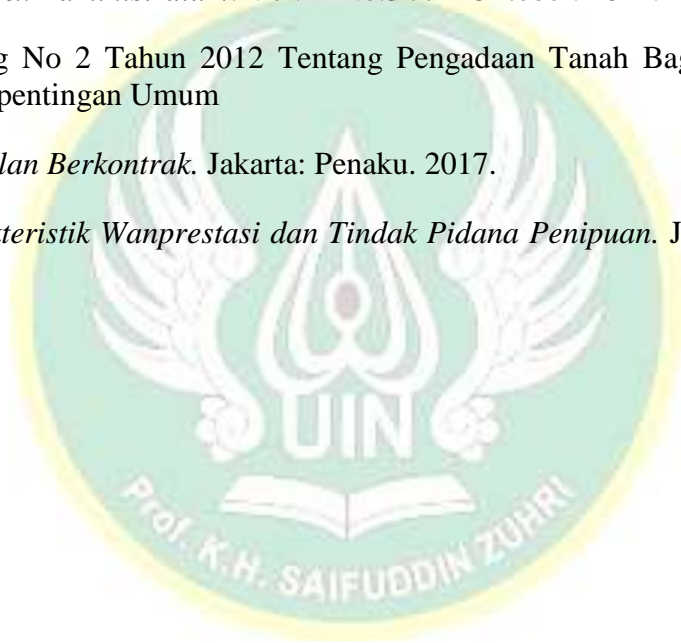 g No 2 Tahun 2012 Tentang Pengadaan Tanah Bag
pentingan Umum
lan Berkontrak. Jakarta: Penaku. 2017.
teristik Wanprestasi dan Tindak Pidana Penipuan. J
UIN
Prof. K.H. SAIFUDDIN ZUHRI